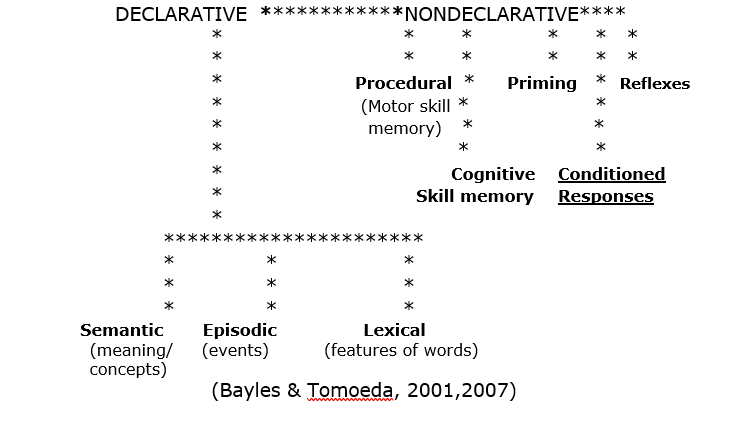 DECLARATIVE ************NONDECLARATIVE****
* * * * * *
* * * * * *
* Procedural * Priming * Reflexes
* (Motor skill * *
* memory) * *
* * *
* Cognitive Conditioned
* Skill memory Responses
*
**********************
* * *
* * *
* * *
Semantic Episodic Lexical
(meaning/ (events) (features of words)
concepts)
(Bayles & Tomoeda, 2001,2007)